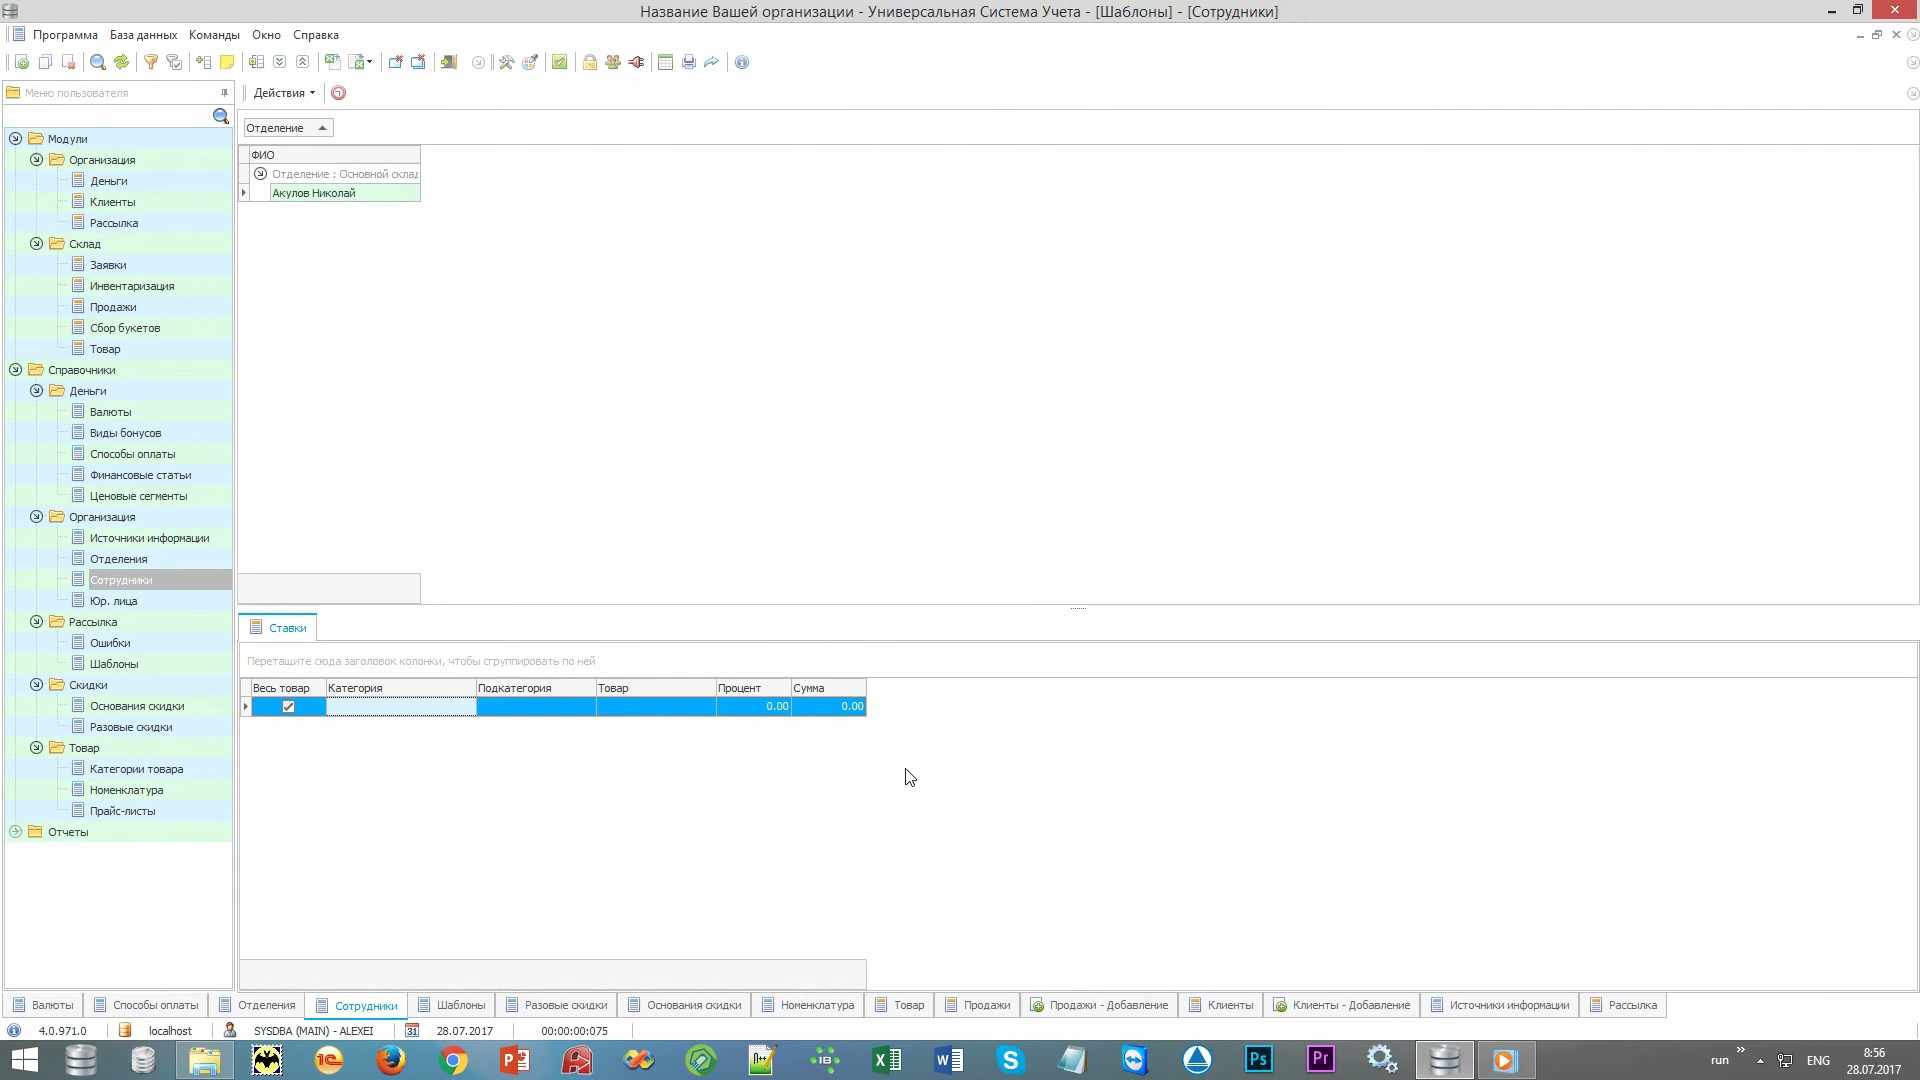 Название Вашей организации - Универсальная Система Учета - [Шаблоны] - [Сотрудники]
Программа База данных Команды Окно Справка
Меню пользователя
Действия
Модули
Организация
Деньги
Клиенты
Рассылка
Склад
Заявки
Инвентаризация
Продажи
Сбор букетов
Товар
Справочники
Деньги
Валюты
Виды бонусов
Способы оплаты
Финансовые статьи
Ценовые сегменты
Организация
Источники информации
Отделения
Сотрудники
Юр. лица
Рассылка
Ошибки
Шаблоны
Скидки
Основания скидки
Разовые скидки
Товар
Категории товара
Номенклатура
Прайс-листы
Отчеты
Отделение
ФИО
Отделение : Основной склад
Акулов Николай
Ставки
Перетащите сюда заголовок колонки, чтобы сгруппировать по ней
Весь товар Категория Подкатегория Товар Процент Сумма
0.00 0.00
Валюты Способы оплаты Отделения Сотрудники Шаблоны Разовые скидки Основания скидки Номенклатура Товар Продажи Продажи - Добавление Клиенты Клиенты - Добавление Источники информации Рассылка
4.0.971.0 localhost SYSDBA (MAIN) - ALEXEI 31 28.07.2017 00:00:00:075
run ENG 8:56
28.07.2017